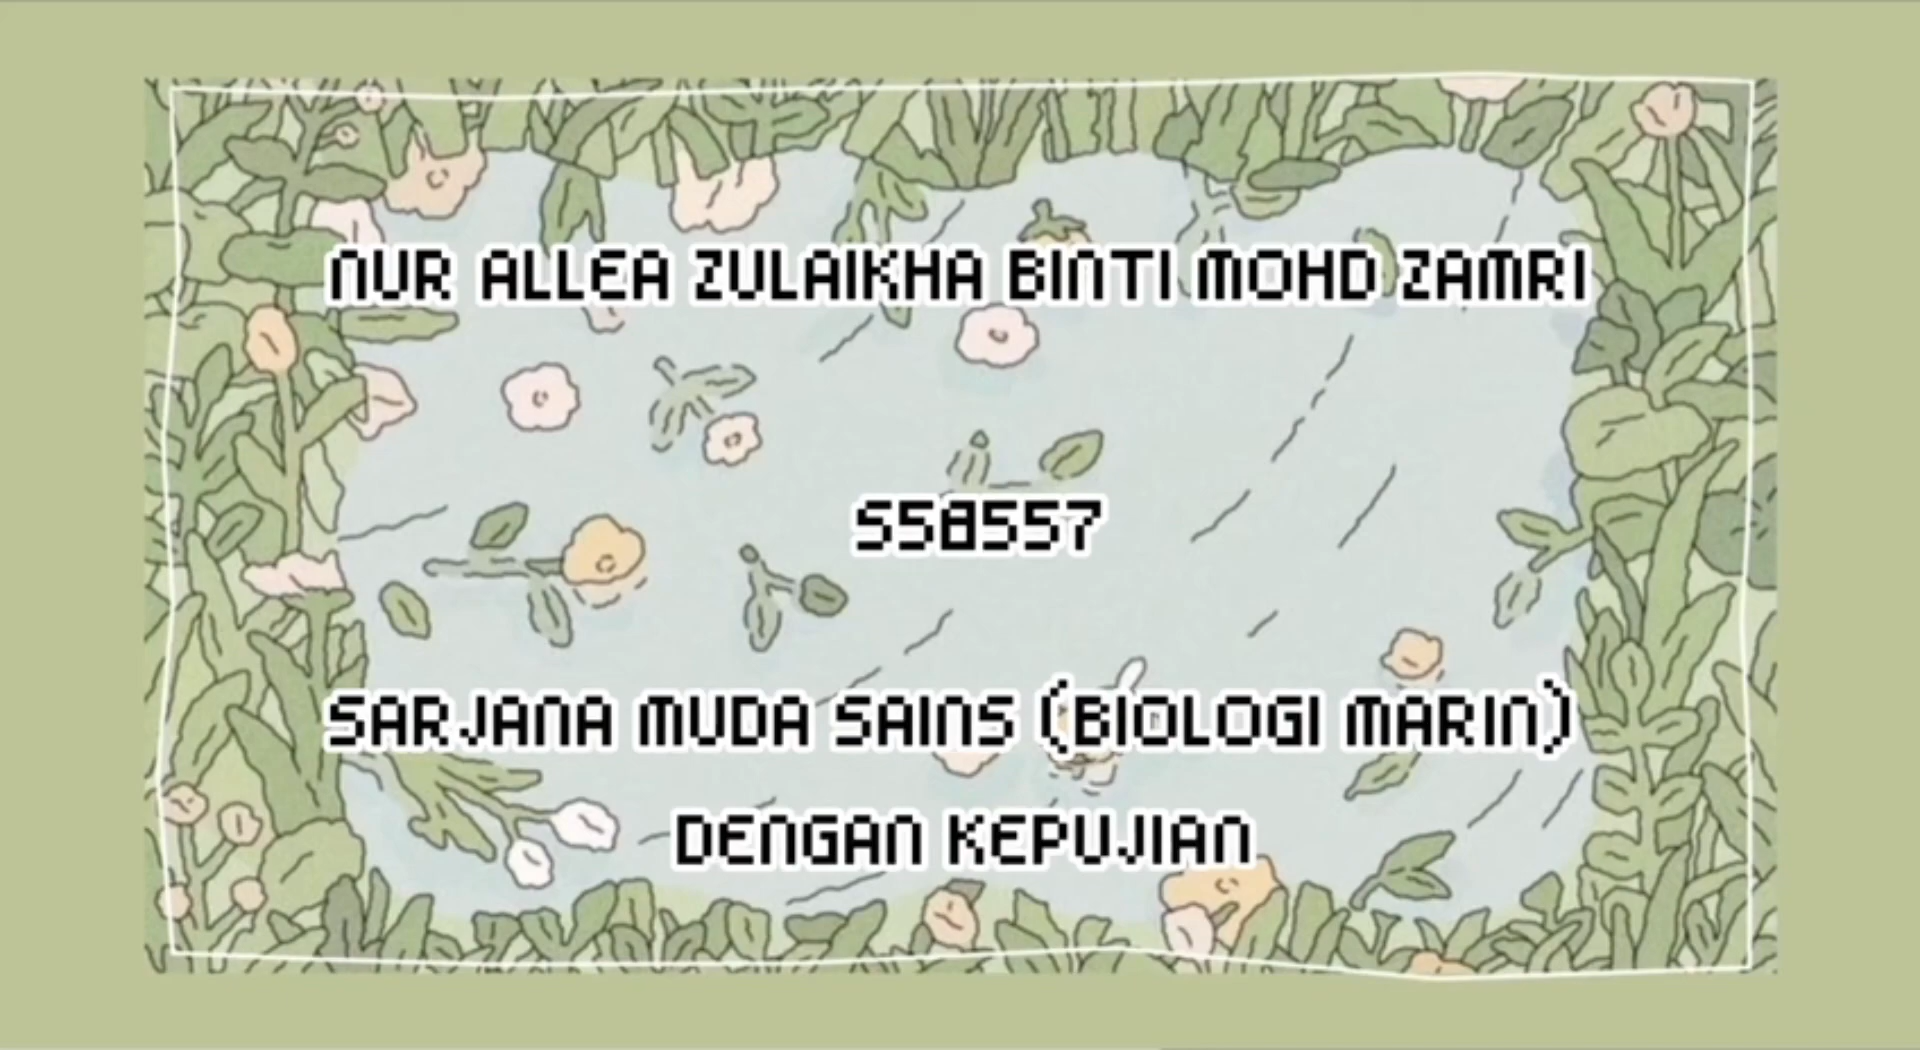 NUR ALLEA ZULAIKHA BINTI MOHD ZAMRI
S58557
SARJANA MUDA SAINS (BIOLOGI MARIN)
DENGAN KEPUJIAN